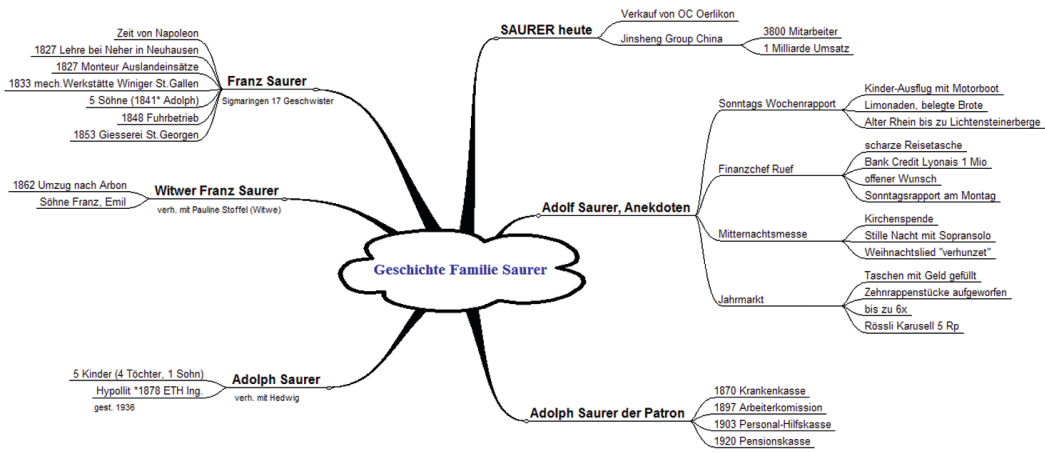 Geschichte Familie Saurer
Franz Saurer
Sigmaringen 17 Geschwister
Zeit von Napoleon
1827 Lehre bei Neher in Neuhausen
1827 Monteur Auslandeinsätze
1833 mech.Werkstätte Winiger St.Gallen
5 Söhne (1841* Adolph)
1848 Fuhrbetrieb
1853 Giesserei St.Georgen
Witwer Franz Saurer
verh. mit Pauline Stoffel (Witwe)
1862 Umzug nach Arbon
Söhne Franz, Emil
Adolph Saurer
verh. mit Hedwig
5 Kinder (4 Töchter, 1 Sohn)
Hypollit *1878 ETH Ing.
gest. 1936
SAURER heute
Verkauf von OC Oerlikon
Jinsheng Group China
3800 Mitarbeiter
1 Milliarde Umsatz
Adolf Saurer, Anekdoten
Sonntags Wochenrapport
Kinder-Ausflug mit Motorboot
Limonaden, belegte Brote
Alter Rhein bis zu Lichtensteinerberge
Finanzchef Ruef
scharze Reisetasche
Bank Credit Lyonais 1 Mio
offener Wunsch
Sonntagsrapport am Montag
Mitternachtsmesse
Kirchenspende
Stille Nacht mit Sopransolo
Weihnachtslied "verhunzet"
Jahrmarkt
Taschen mit Geld gefüllt
Zehnrappenstücke aufgeworfen
bis zu 6x
Rössli Karusell 5 Rp
Adolph Saurer der Patron
1870 Krankenkasse
1897 Arbeiterkomission
1903 Personal-Hilfskasse
1920 Pensionskasse